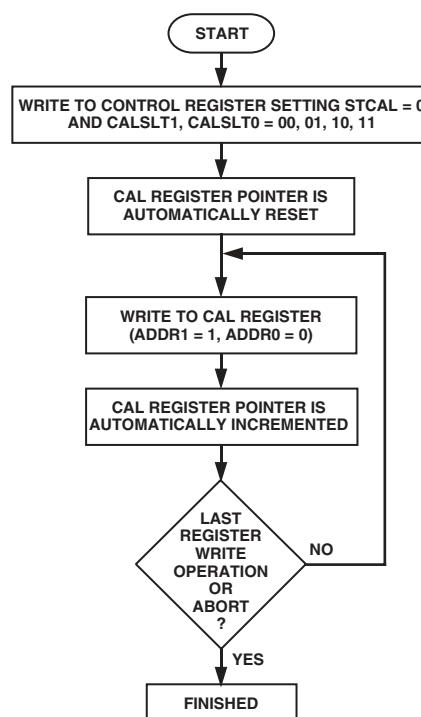 START
WRITE TO CONTROL REGISTER SETTING STCAL = 0
AND CALSLT1, CALSLT0 = 00, 01, 10, 11
CAL REGISTER POINTER IS
AUTOMATICALLY RESET
WRITE TO CAL REGISTER
(ADDR1 = 1, ADDR0 = 0)
CAL REGISTER POINTER IS
AUTOMATICALLY INCREMENTED
LAST
REGISTER
WRITE
OPERATION
OR
ABORT
?
NO
YES
FINISHED